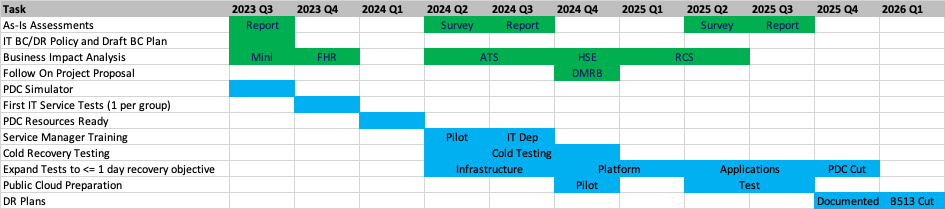 Task 2023 Q3 2023 Q4 2024 Q1 2024 Q2 2024 Q3 2024 Q4 2025 Q1 2025 Q2 2025 Q3 2025 Q4 2026 Q1
As-Is Assessments Report Survey Report Survey Report
IT BC/DR Policy and Draft BC Plan
Business Impact Analysis Mini FHR ATS HSE RCS
Follow On Project Proposal DMRB
PDC Simulator
First IT Service Tests (1 per group)
PDC Resources Ready
Service Manager Training Pilot IT Dep
Cold Recovery Testing Cold Testing
Expand Tests to <= 1 day recovery objective Infrastructure Platform Applications PDC Cut
Public Cloud Preparation Pilot Test
DR Plans Documented B513 Cut